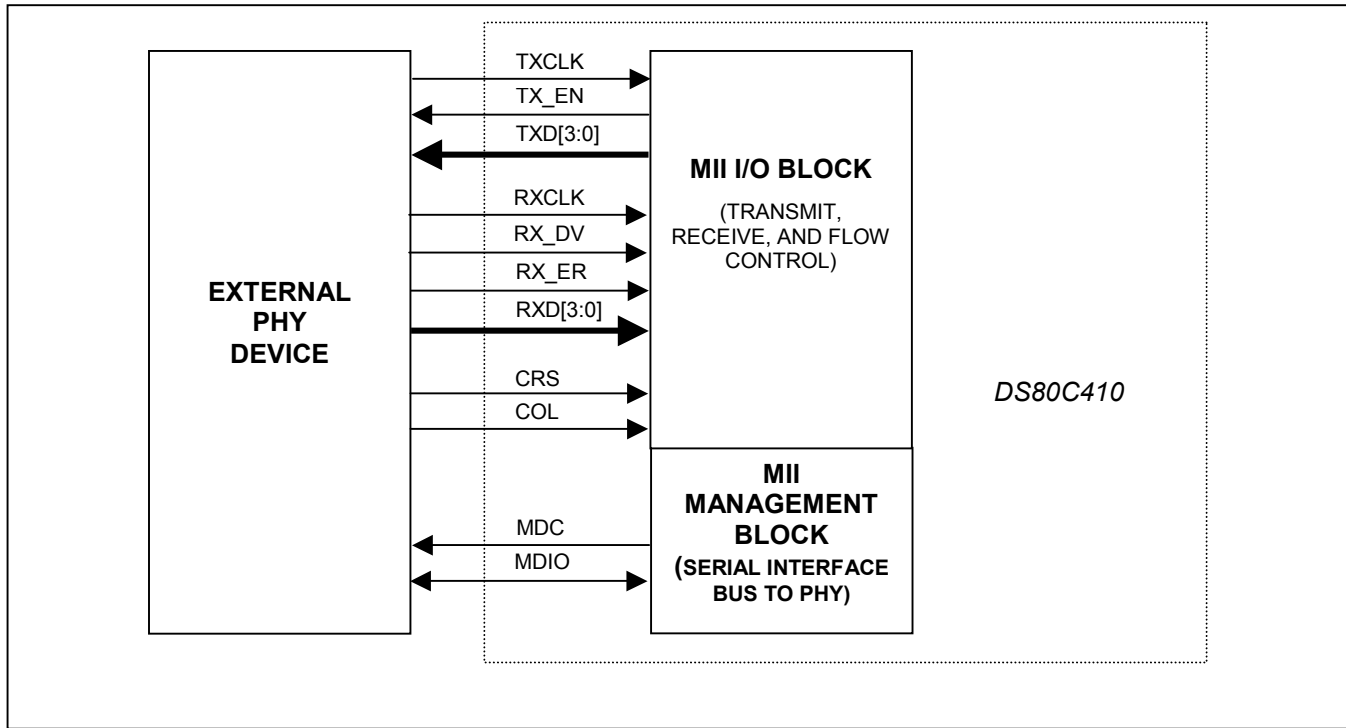 EXTERNAL
PHY
DEVICE
TXCLK
TX_EN
TXD[3:0]
RXCLK
RX_DV
RX_ER
RXD[3:0]
CRS
COL
MDC
MDIO
MII I/O BLOCK
(TRANSMIT,
RECEIVE, AND FLOW
CONTROL)
MII
MANAGEMENT
BLOCK
(SERIAL INTERFACE
BUS TO PHY)
DS80C410